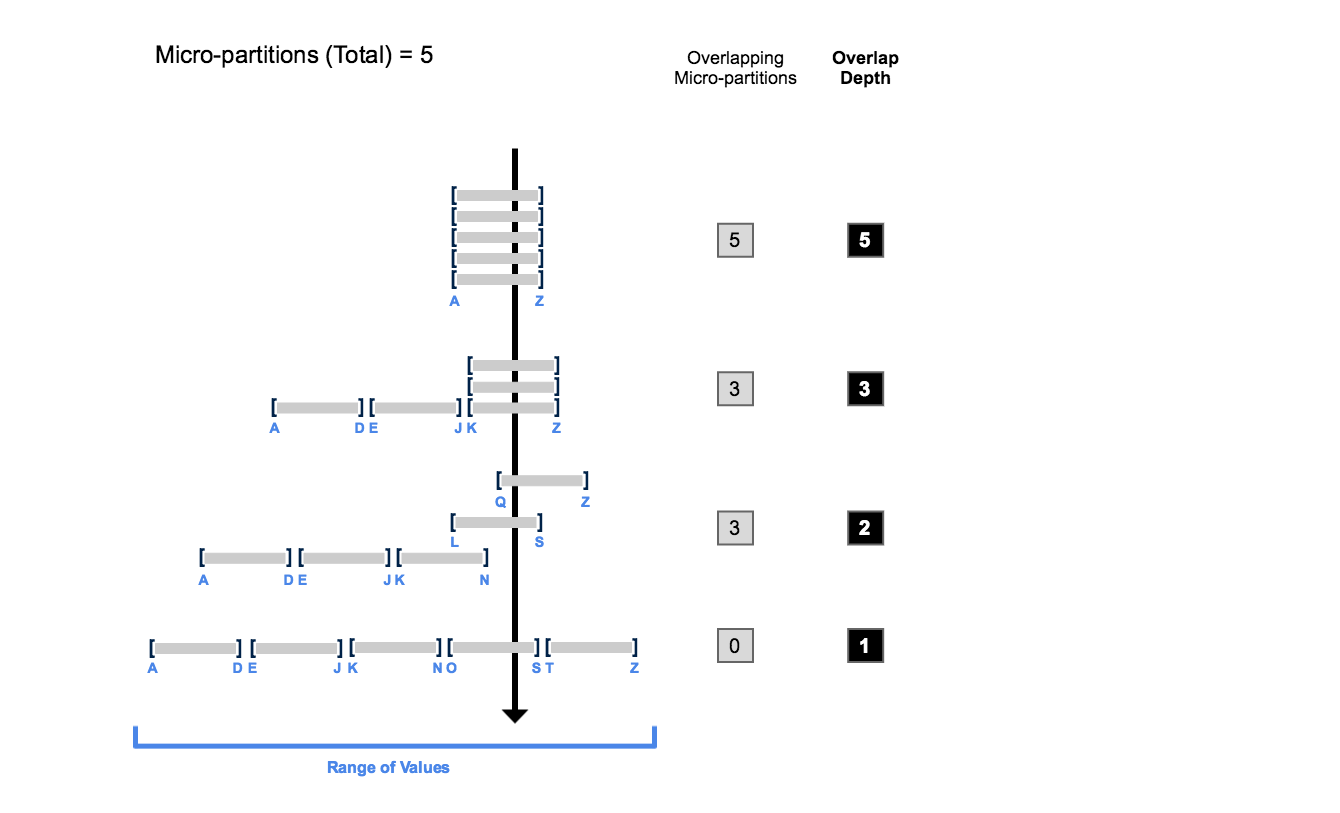 Micro-partitions (Total) = 5
Overlapping
Micro-partitions
Overlap
Depth
A Z
5 5
A D E J K Z
3 3
Q Z
L S
A D E J K N
3 2
A D E J K N O S T Z
0 1
Range of Values